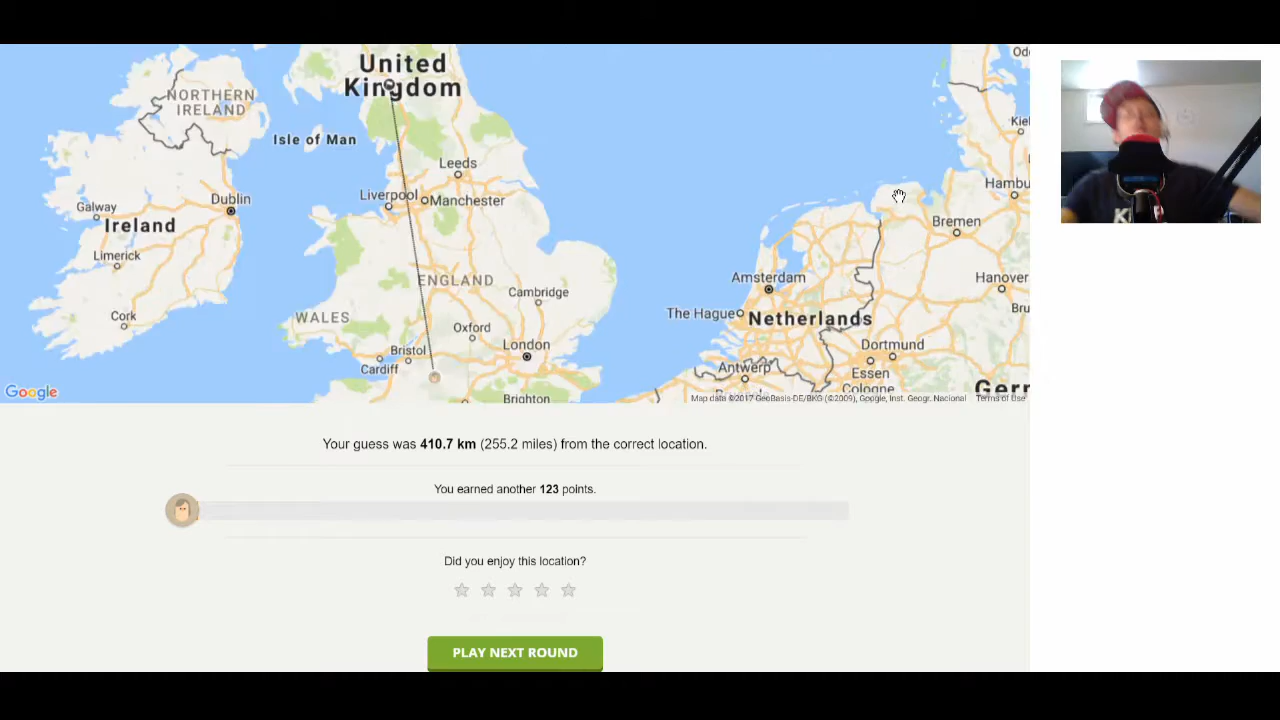 United
Kingdom
NORTHERN
IRELAND
Isle of Man
Leeds
Dublin
Liverpool
Manchester
Galway
Ireland
Limerick
Cork
ENGLAND
WALES
Cambridge
Oxford
London
Bristol
Cardiff
Brighton
Kiel
Hambu
Bremen
Amsterdam
Hanover
The Hague
Netherlands
Bru
Dortmund
Essen
Antwerp
Cologne
Gerr
Google
Map data ©2017 GeoBasis-DE/BKG (©2009), Google, Inst. Geogr. Nacional
Terms of Use
Your guess was 410.7 km (255.2 miles) from the correct location.
You earned another 123 points.
Did you enjoy this location?
PLAY NEXT ROUND